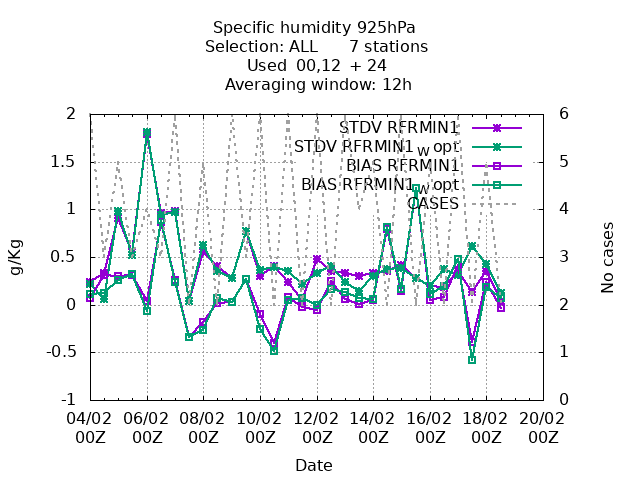 Specific humidity 925hPa
Selection: ALL      7 stations
Used  00,12  + 24
Averaging window: 12h
STDV RFRMIN1
STDV RFRMIN1_w opt
BIAS RFRMIN1
BIAS RFRMIN1_w opt
CASES
2
1.5
1
0.5
0
-0.5
-1
g/Kg
6
5
4
3
2
1
0
No cases
04/02 06/02 08/02 10/02 12/02 14/02 16/02 18/02 20/02
00Z 00Z 00Z 00Z 00Z 00Z 00Z 00Z 00Z
Date